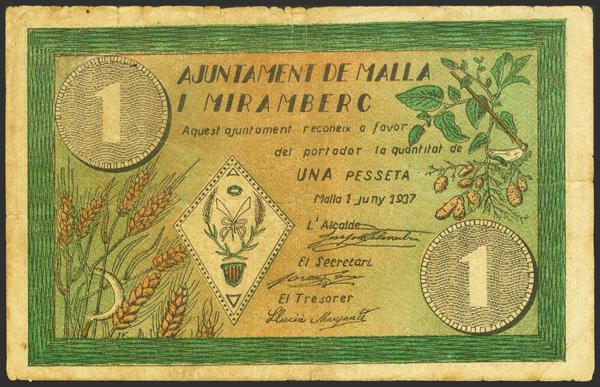 1
AJUNTAMENT DE MALLA
I MIRAMBERC
Aquest ajuntament reconeix a favor
del portador la quantitat de
UNA PESSETA
Malla 1 juny 1937
L'Alcalde
El Secretari
El Tresorer
Lluciá
1